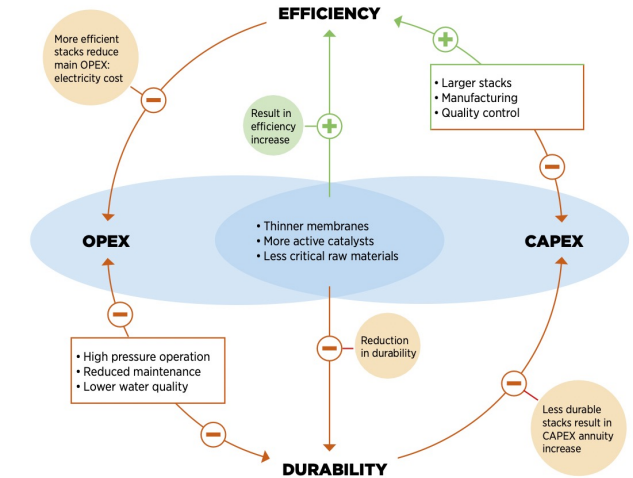 EFFICIENCY
More efficient
stacks reduce
main OPEX:
electricity cost
• Larger stacks
• Manufacturing
• Quality control
Result in
efficiency
increase
OPEX
• Thinner membranes
• More active catalysts
• Less critical raw materials
CAPEX
Reduction
in durability
• High pressure operation
• Reduced maintenance
• Lower water quality
Less durable
stacks result in
CAPEX annuity
increase
DURABILITY